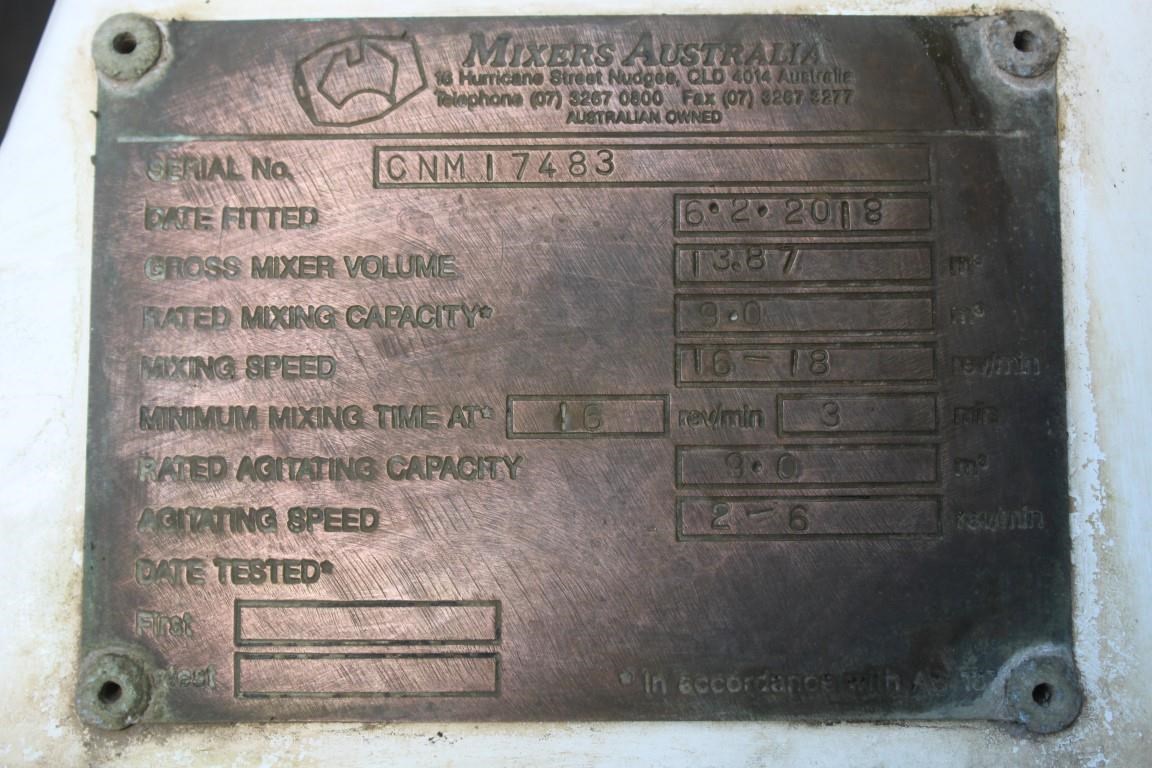 MIXERS AUSTRALIA
16 Hurricane Street Nudgee, QLD 4014 Australia
Telephone (07) 3267 0800 Fax (07) 3267 3277
AUSTRALIAN OWNED
SERIAL No. CNM17483
DATE FITTED 6·2·2018
GROSS MIXER VOLUME 13.87 m³
RATED MIXING CAPACITY* 9·0 m³
MIXING SPEED 16-18 rev/min
MINIMUM MIXING TIME AT* 16 rev/min 3 min
RATED AGITATING CAPACITY 9·0 m³
AGITATING SPEED 2-6 rev/min
DATE TESTED*
First
Latest
* In accordance with AS